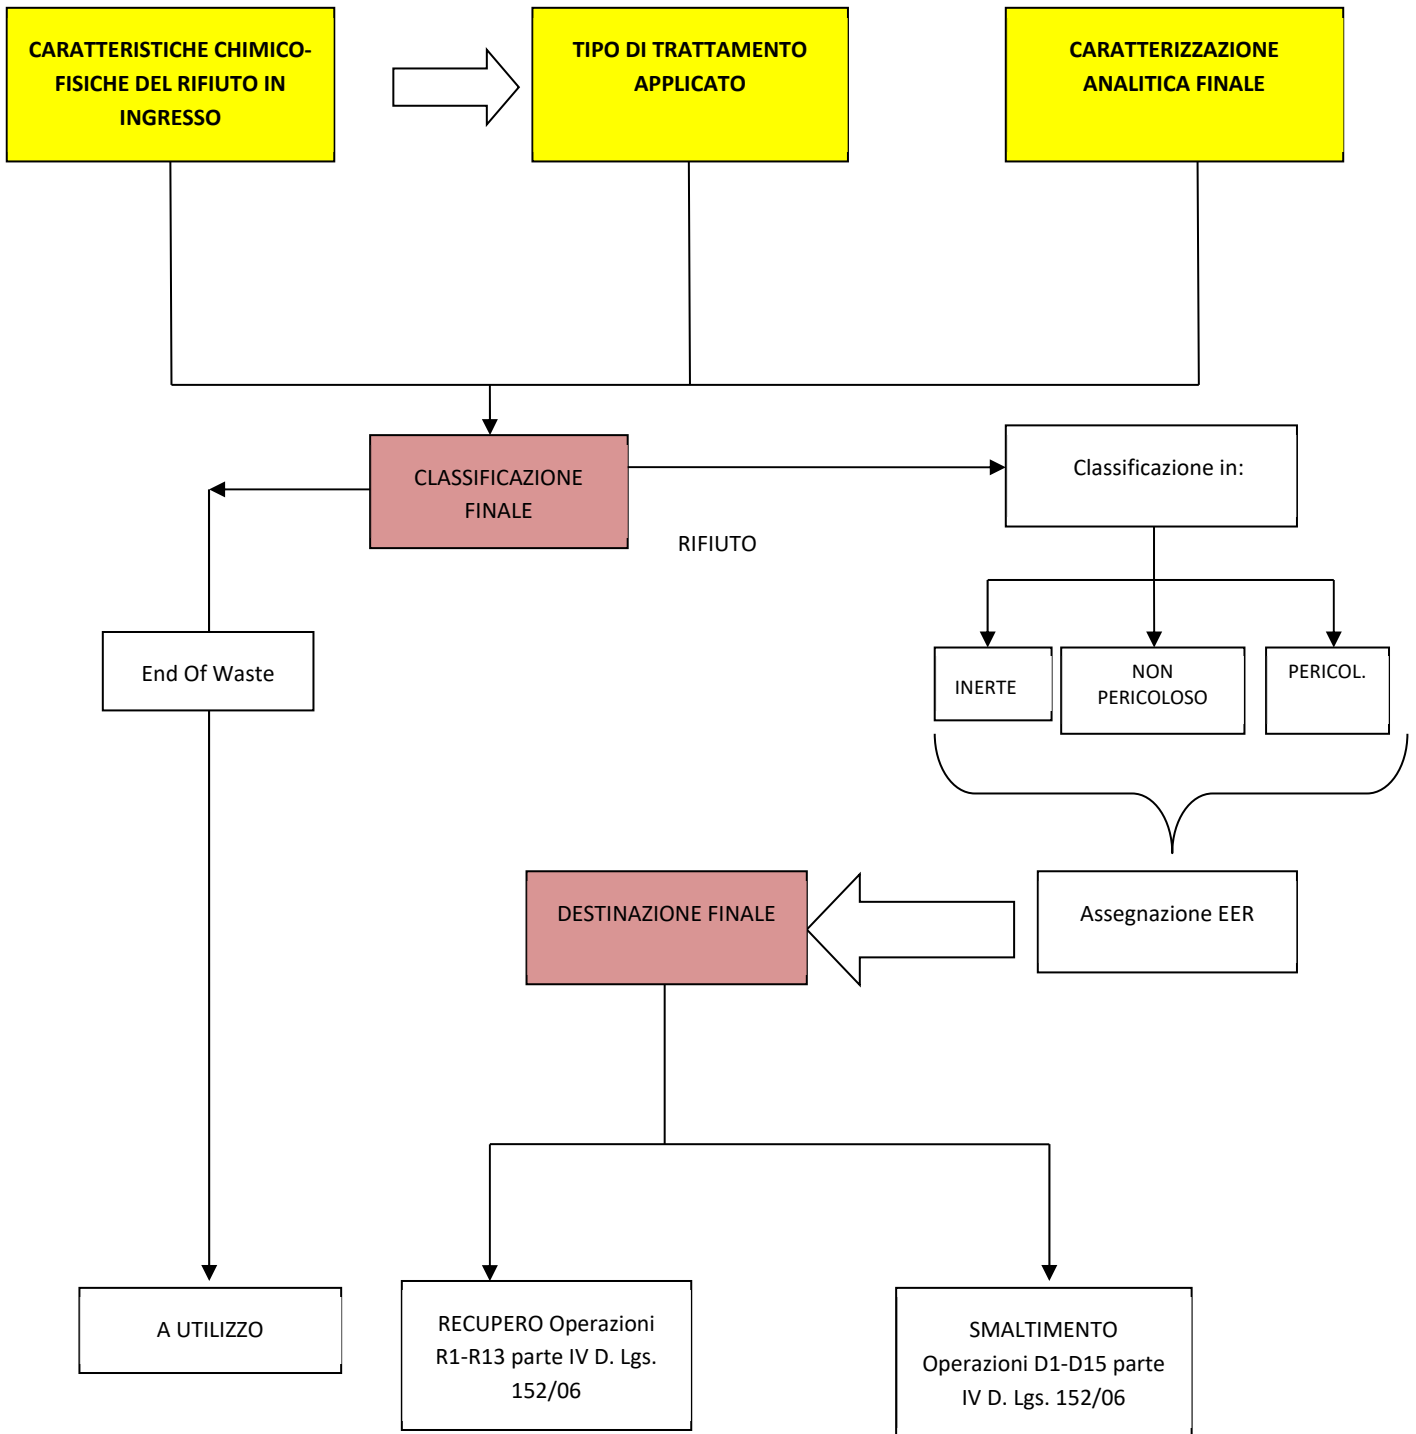 CARATTERISTICHE CHIMICO-
FISICHE DEL RIFIUTO IN
INGRESSO
TIPO DI TRATTAMENTO
APPLICATO
CARATTERIZZAZIONE
ANALITICA FINALE
CLASSIFICAZIONE
FINALE
Classificazione in:
RIFIUTO
End Of Waste
INERTE
NON
PERICOLOSO
PERICOL.
DESTINAZIONE FINALE
Assegnazione EER
A UTILIZZO
RECUPERO Operazioni
R1-R13 parte IV D. Lgs.
152/06
SMALTIMENTO
Operazioni D1-D15 parte
IV D. Lgs. 152/06